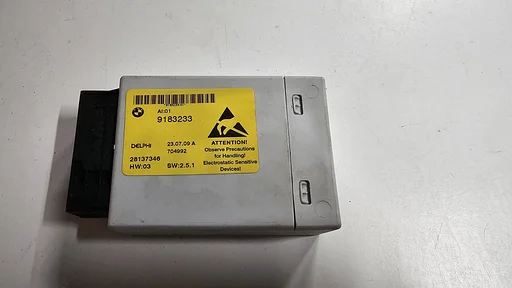 AI:01
9183233
DELPHI 23.07.09 A
704992
28137346
HW:03 SW:2.5.1
ATTENTION!
Observe Precautions
for Handling!
Electrostatic Sensitive
Devices!